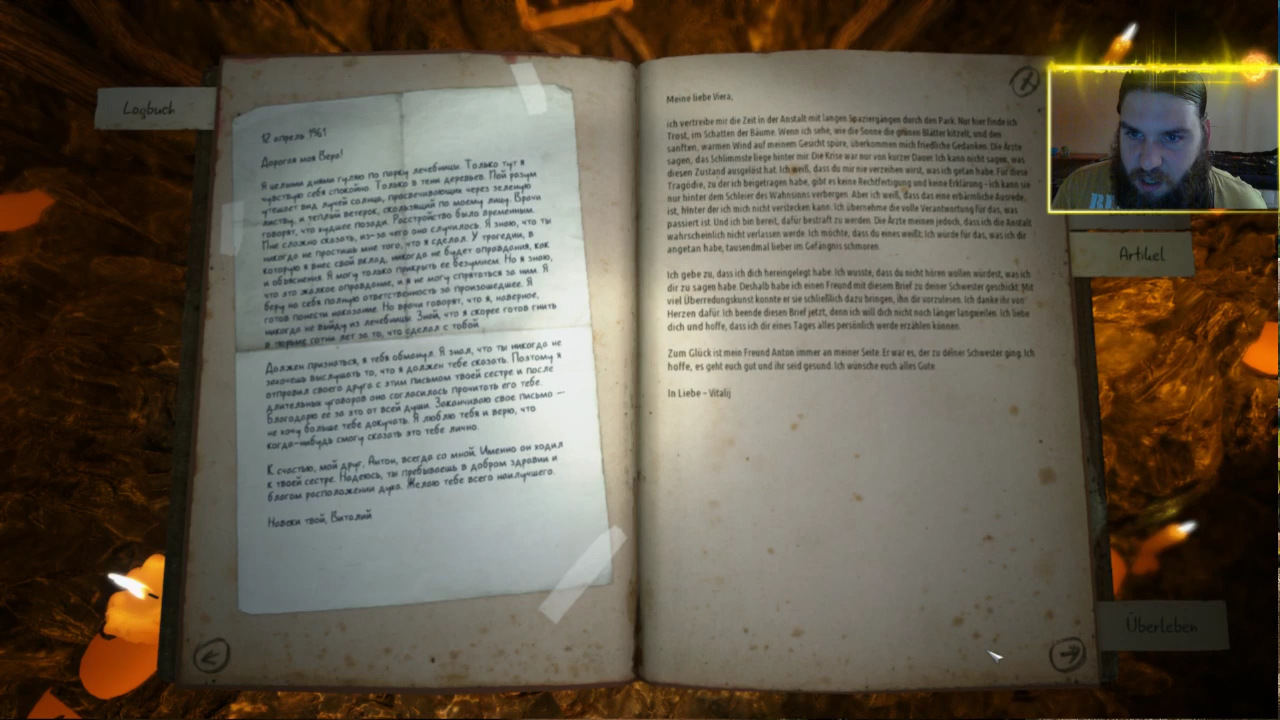 Logbuch
12 апрель 1961
Дорогая моя Вера!
Я целыми днями гуляю по парку лечебницы. Только тут я
чувствую себя спокойно. Только в тени деревьев. Мой разум
утешает вид лучей солнца, просвечивающих через зеленую
листву, и теплый ветерок, скользящий по моему лицу. Врачи
говорят, что худшее позади. Расстройство было временным.
Мне сложно сказать, из-за чего оно случилось. Я знаю, что ты
никогда не простишь мне того, что я сделал. У трагедии, в
которую я внес свой вклад, никогда не будет оправдания, как
и объяснения. Я могу только прикрыть ее безумием. Но я знаю,
что это жалкое оправдание, и я не могу спрятаться за ним. Я
беру на себя полную ответственность за произошедшее. Я
готов понести наказание. Но врачи говорят, что я, наверное,
никогда не выйду из лечебницы. Знай, что я скорее готов гнить
в тюрьме сотни лет за то, что сделал с тобой.
Должен признаться, я тебя обманул. Я знал, что ты никогда не
захочешь выслушать то, что я должен тебе сказать. Поэтому я
отправил своего друга с этим письмом твоей сестре и после
длительных уговоров она согласилась прочитать его тебе.
Благодарю ее за это от всей души. Заканчиваю свое письмо —
не хочу больше тебе докучать. Я люблю тебя и верю, что
когда-нибудь смогу сказать это тебе лично.
К счастью, мой друг, Антон, всегда со мной. Именно он ходил
к твоей сестре. Надеюсь, ты пребываешь в добром здравии и
благом расположении духа. Желаю тебе всего наилучшего.
Навеки твой, Виталий
Meine liebe Viera,
ich vertreibe mir die Zeit in der Anstalt mit langen Spaziergängen durch den Park. Nur hier finde ich
Trost, im Schatten der Bäume. Wenn ich sehe, wie die Sonne die grünen Blätter kitzelt, und den
sanften, warmen Wind auf meinem Gesicht spüre, überkommen mich friedliche Gedanken. Die Ärzte
sagen, das Schlimmste liege hinter mir. Die Krise war nur von kurzer Dauer. Ich kann nicht sagen, was
diesen Zustand ausgelöst hat. Ich weiß, dass du mir nie verzeihen wirst, was ich getan habe. Für diese
Tragödie, zu der ich beigetragen habe, gibt es keine Rechtfertigung und keine Erklärung – ich kann sie
nur hinter dem Schleier des Wahnsinns verbergen. Aber ich weiß, dass das eine erbärmliche Ausrede
ist, hinter der ich mich nicht verstecken kann. Ich übernehme die volle Verantwortung für das, was
passiert ist. Und ich bin bereit, dafür bestraft zu werden. Die Ärzte meinen jedoch, dass ich die Anstalt
wahrscheinlich nicht verlassen werde. Ich möchte, dass du eines weißt: Ich würde für das, was ich dir
angetan habe, tausendmal lieber im Gefängnis schmoren.
Ich gebe zu, dass ich dich hereingelegt habe. Ich wusste, dass du nicht hören wollen würdest, was ich
dir zu sagen habe. Deshalb habe ich einen Freund mit diesem Brief zu deiner Schwester geschickt. Mit
viel Überredungskunst konnte er sie schließlich dazu bringen, ihn dir vorzulesen. Ich danke ihr von
Herzen dafür. Ich beende diesen Brief jetzt, denn ich will dich nicht noch länger langweilen. Ich liebe
dich und hoffe, dass ich dir eines Tages alles persönlich werde erzählen können.
Zum Glück ist mein Freund Anton immer an meiner Seite. Er war es, der zu deiner Schwester ging. Ich
hoffe, es geht euch gut und ihr seid gesund. Ich wünsche euch alles Gute.
In Liebe – Vitalij
Artikel
Überleben